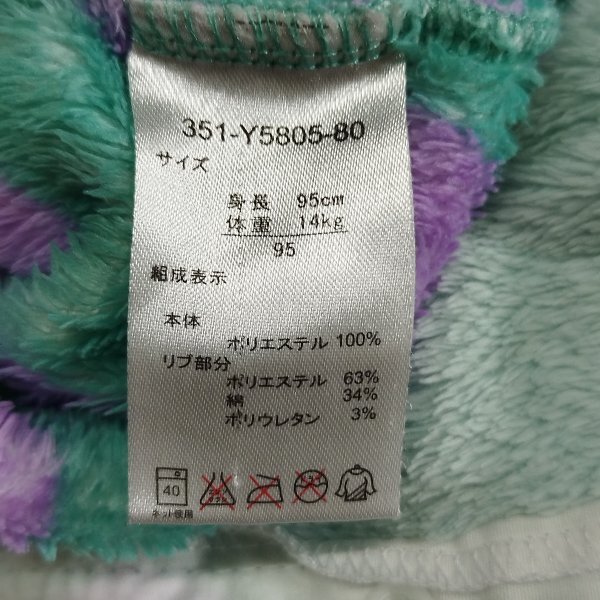 351-Y5805-80
サイズ
身長 95cm
体重 14kg
95
組成表示
本体
ポリエステル 100%
リブ部分
ポリエステル 63%
綿 34%
ポリウレタン 3%
40
ネット使用